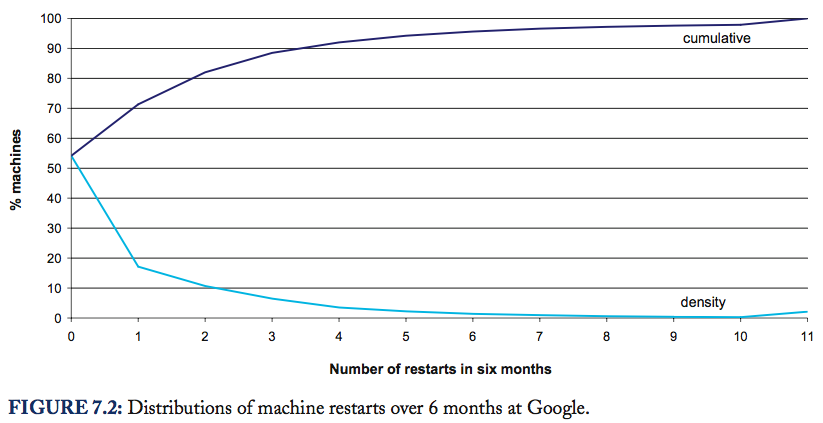 100
90
80
70
60
50
40
30
20
10
0
% machines
cumulative
density
0 1 2 3 4 5 6 7 8 9 10 11
Number of restarts in six months
FIGURE 7.2: Distributions of machine restarts over 6 months at Google.